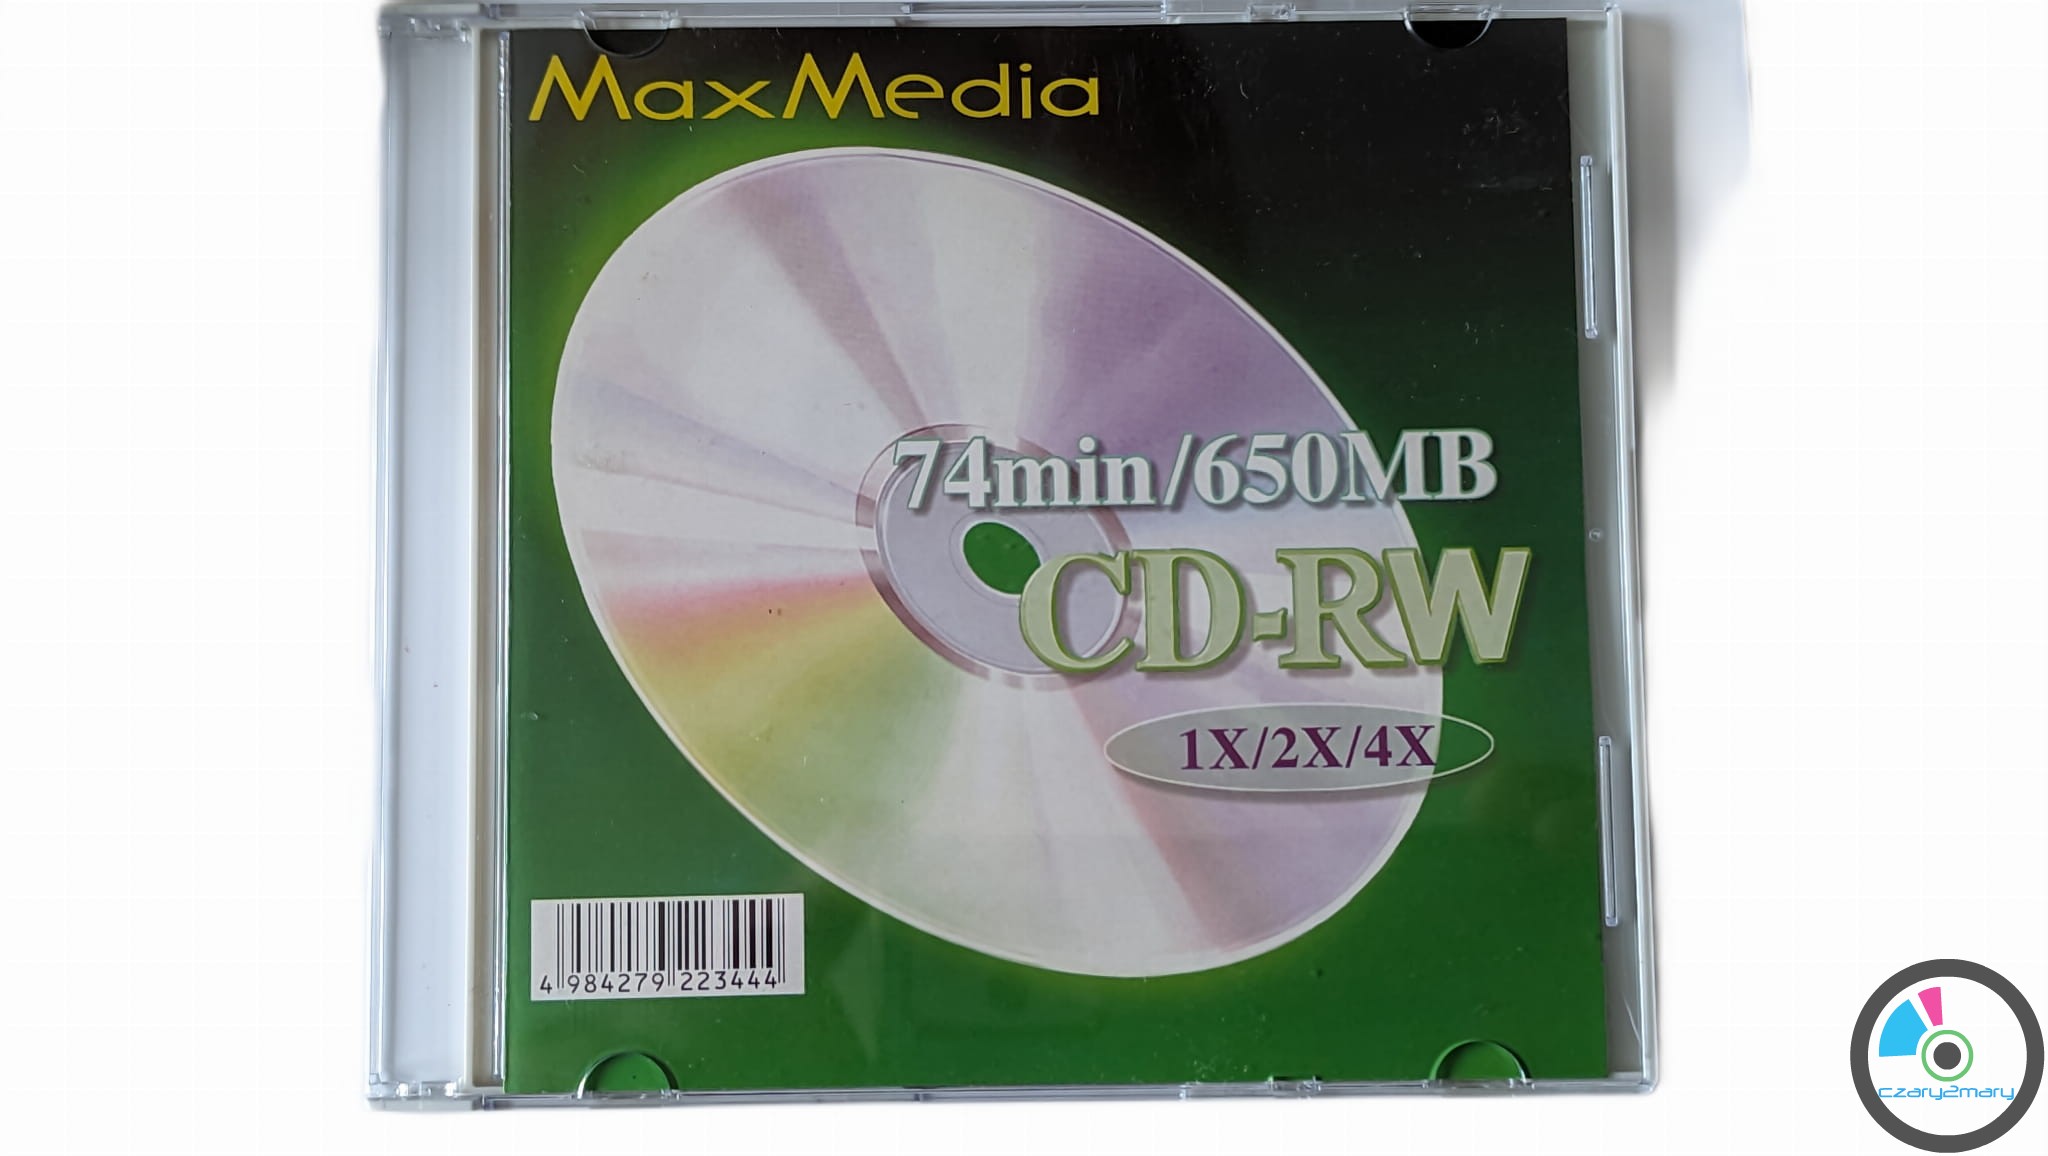 MaxMedia
74min/650MB
CD-RW
1X/2X/4X
4 984279 223444
czary2mary